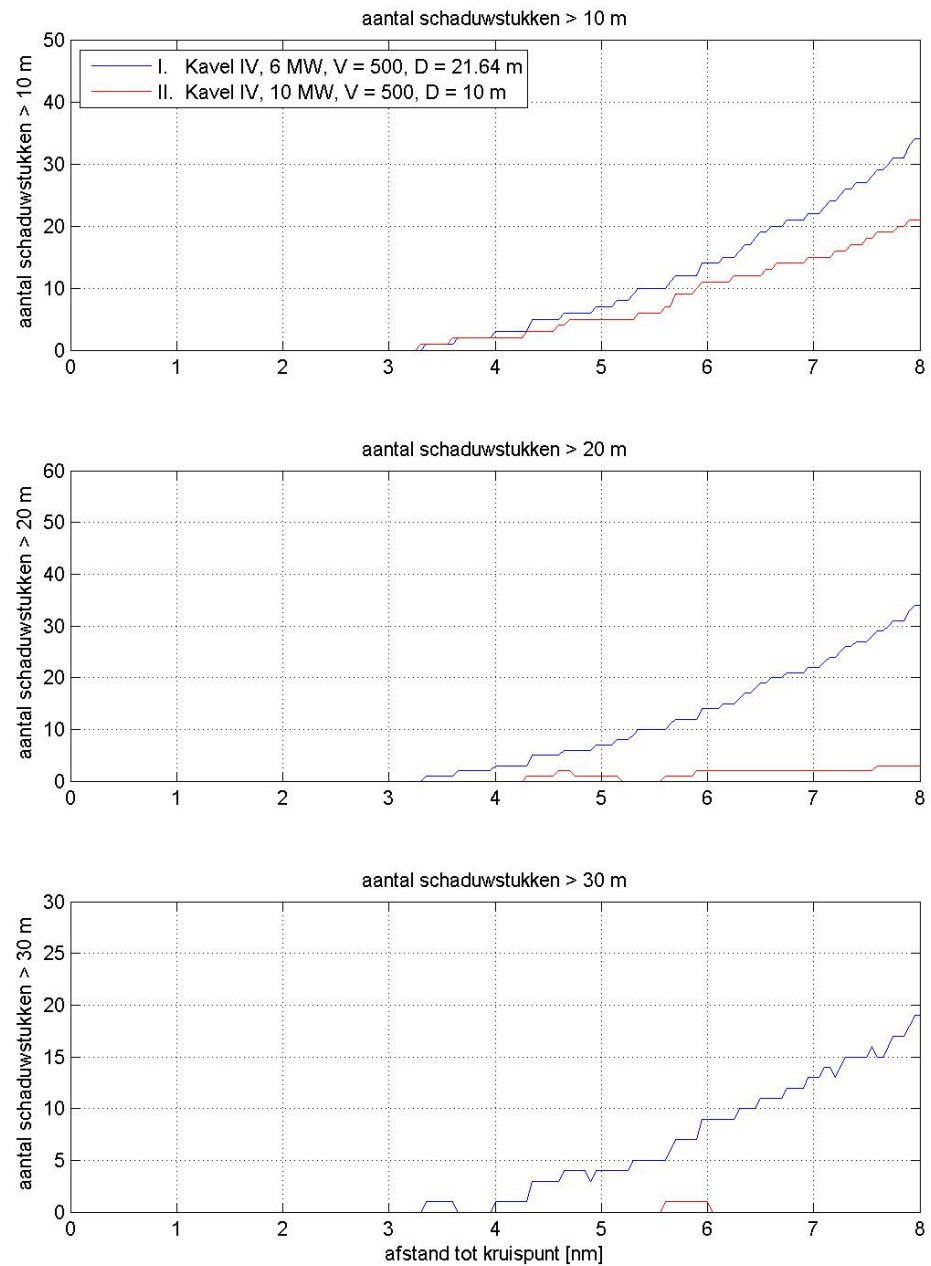 aantal schaduwstukken > 10 m
aantal schaduwstukken > 10 m
50
40
30
20
10
0
I. Kavel IV, 6 MW, V = 500, D = 21.64 m
II. Kavel IV, 10 MW, V = 500, D = 10 m
0 1 2 3 4 5 6 7 8
aantal schaduwstukken > 20 m
aantal schaduwstukken > 20 m
60
50
40
30
20
10
0
0 1 2 3 4 5 6 7 8
aantal schaduwstukken > 30 m
aantal schaduwstukken > 30 m
30
25
20
15
10
5
0
0 1 2 3 4 5 6 7 8
afstand tot kruispunt [nm]